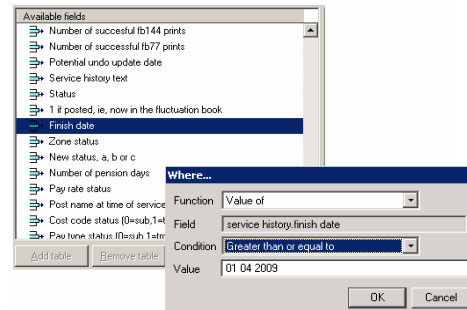 Available fields
Number of succesful fb144 prints
Number of successful fb77 prints
Potential undo update date
Service history text
Status
1 if posted, ie, now in the fluctuation book
Finish date
Zone status
New status, a, b or c
Number of pension days
Pay rate status
Post name at time of service
Cost code status (0=sub,1=t
Pay type status (0=sub,1=tm
Add table
Remove table
Where...
Function
Value of
Field
service history.finish date
Condition
Greater than or equal to
Value
01 04 2009
OK
Cancel